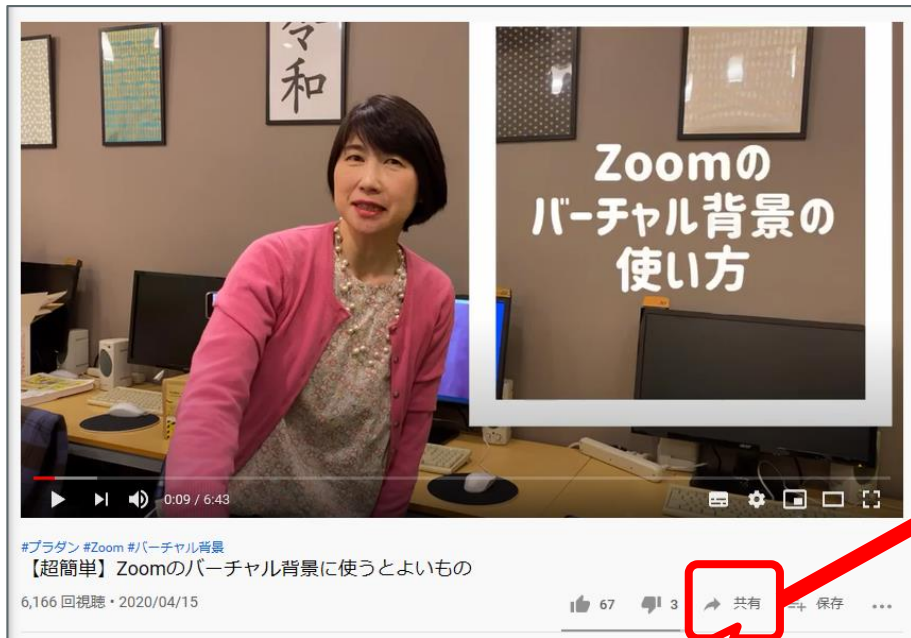 令
和
Zoomの
バーチャル背景の
使い方
0:09 / 6:43
#プラダン #Zoom #バーチャル背景
【超簡単】Zoomのバーチャル背景に使うとよいもの
6,166 回視聴・2020/04/15
67 3 共有 保存 …